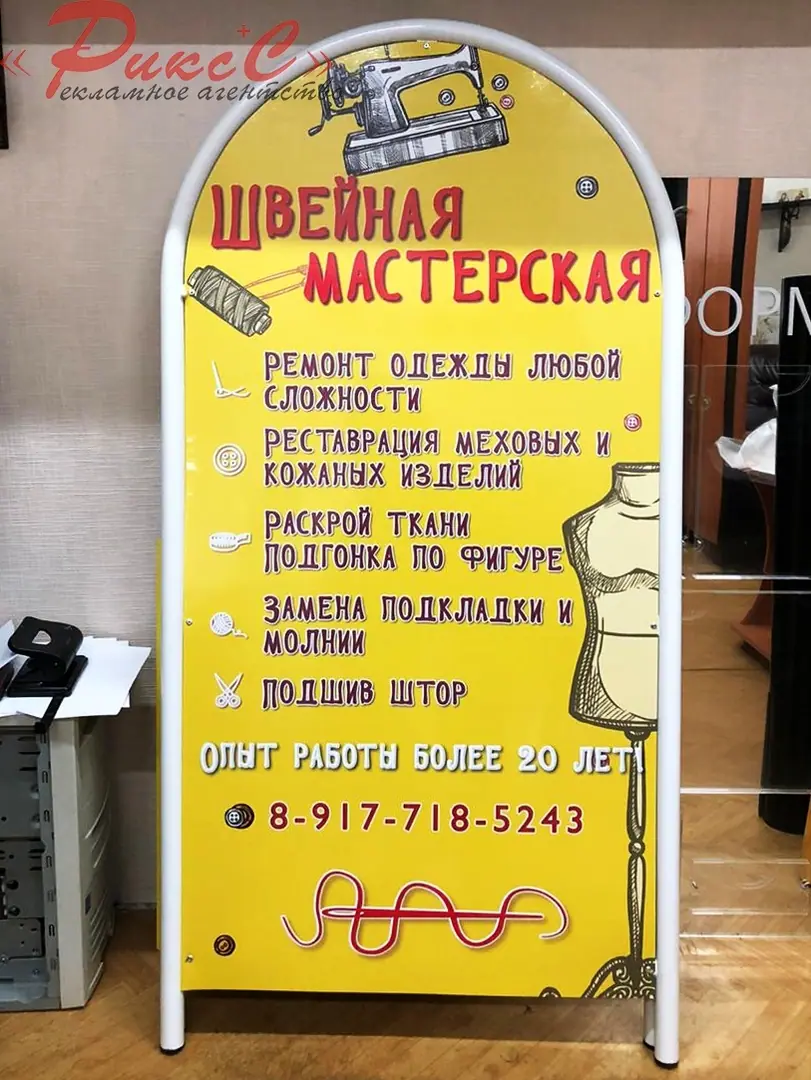 «Рикс+С»
Рекламное агентство
Швейная
мастерская
Ремонт одежды любой
сложности
Реставрация меховых и
кожаных изделий
Раскрой ткани
Подгонка по фигуре
Замена подкладки и
молнии
Подшив штор
Опыт работы более 20 лет!
8-917-718-5243